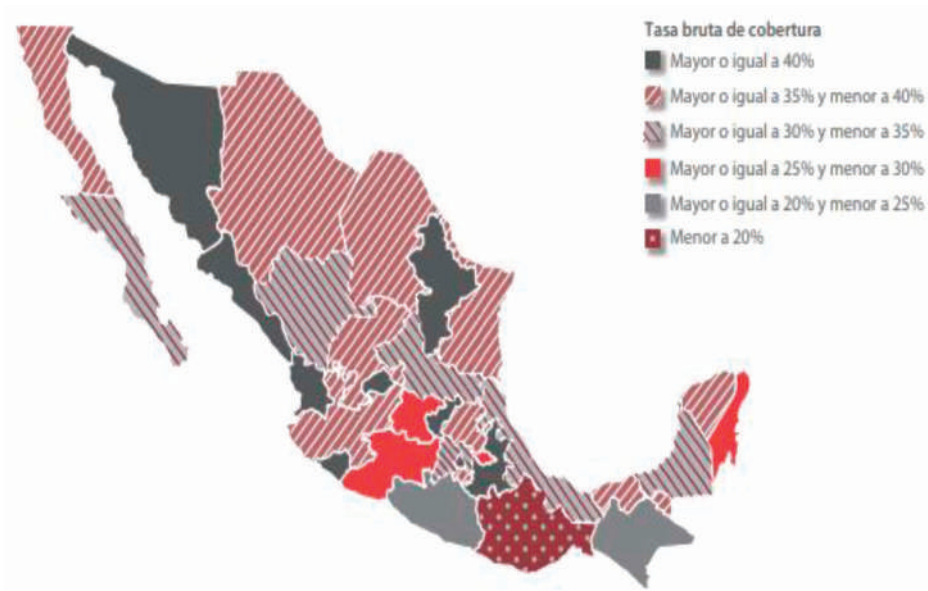 Tasa bruta de cobertura
Mayor o igual a 40%
Mayor o igual a 35% y menor a 40%
Mayor o igual a 30% y menor a 35%
Mayor o igual a 25% y menor a 30%
Mayor o igual a 20% y menor a 25%
Menor a 20%